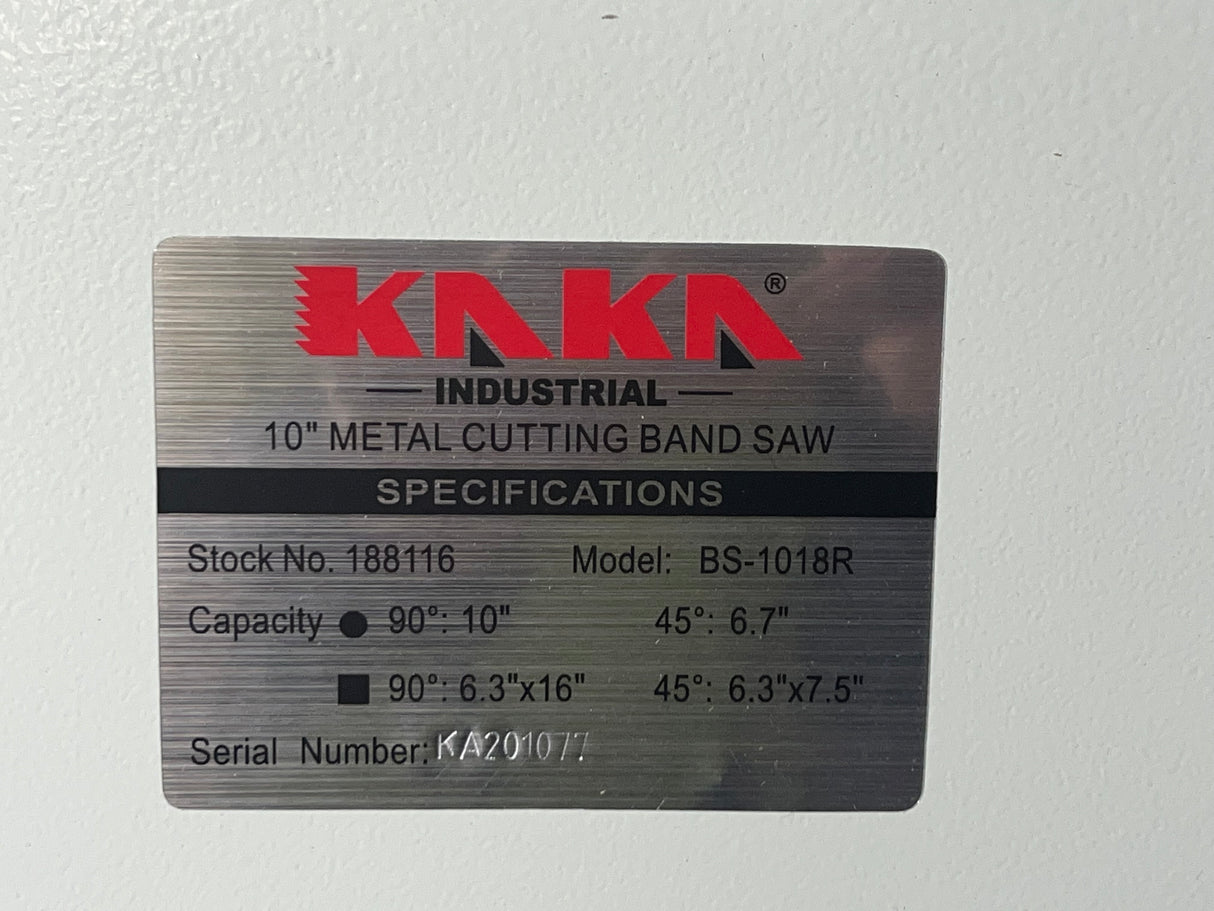 KAKA®
INDUSTRIAL
10" METAL CUTTING BAND SAW
SPECIFICATIONS
Stock No. 188116 Model: BS-1018R
Capacity ● 90°: 10" 45°: 6.7"
■ 90°: 6.3"x16" 45°: 6.3"x7.5"
Serial Number: KA201077